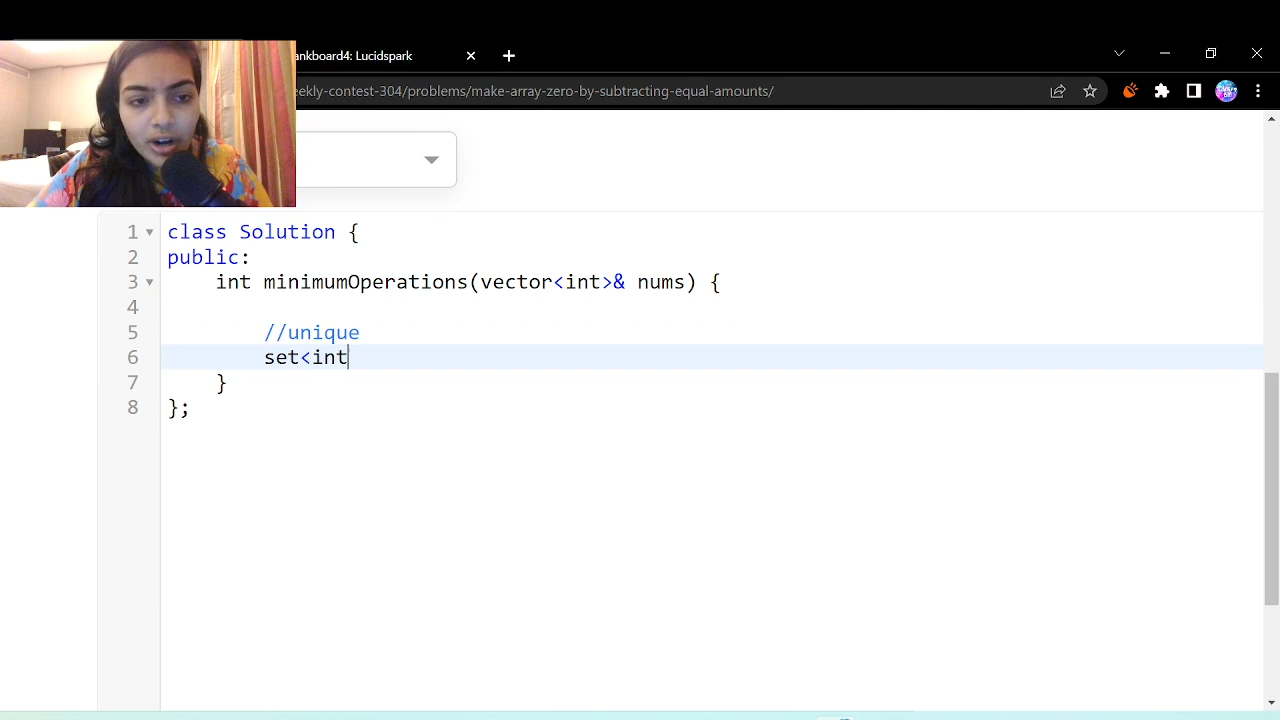 ankboard4: Lucidspark
eekly-contest-304/problems/make-array-zero-by-subtracting-equal-amounts/
1 class Solution {
2 public:
3 int minimumOperations(vector<int>& nums) {
4
5 //unique
6 set<int
7 }
8 };